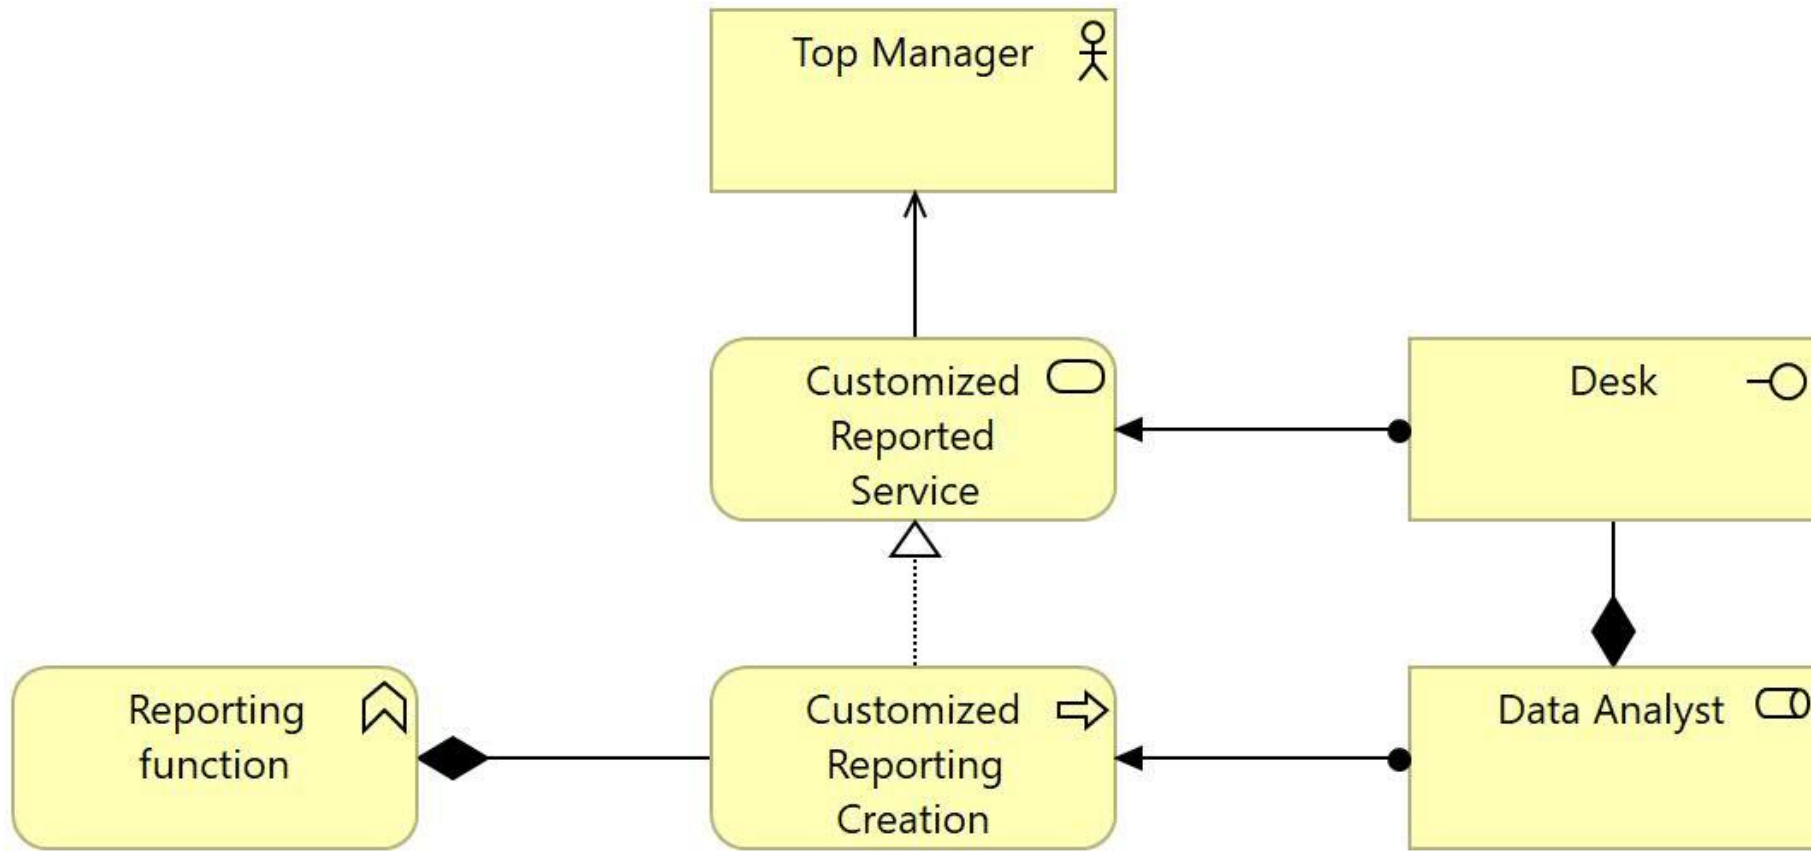 Top Manager
Customized
Reported
Service
Desk
Reporting
function
Customized
Reporting
Creation
Data Analyst